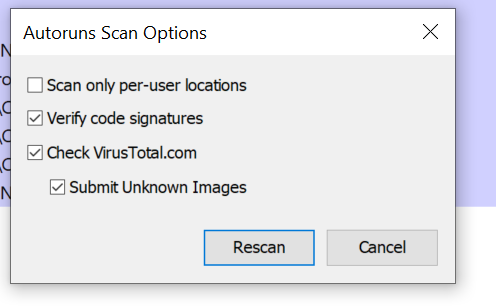 Autoruns Scan Options
Scan only per-user locations
Verify code signatures
Check VirusTotal.com
Submit Unknown Images
Rescan
Cancel